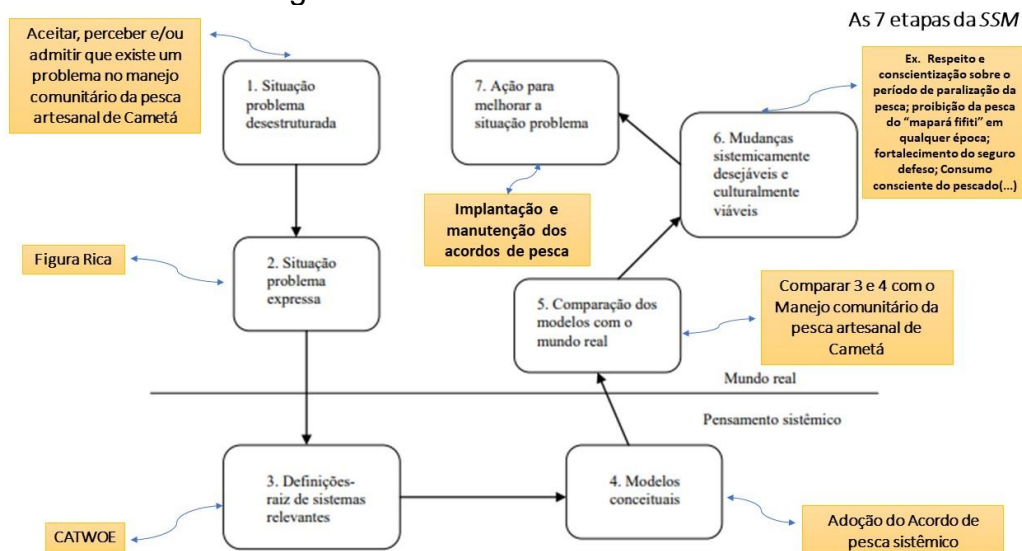 As 7 etapas da SSM
Aceitar, perceber e/ou
admitir que existe um
problema no manejo
comunitário da pesca
artesanal de Cametá
1. Situação
problema
desestruturada
7. Ação para
melhorar a
situação problema
6. Mudanças
sistemicamente
desejáveis e
culturalmente
viáveis
Ex. Respeito e
conscientização sobre o
período de paralização da
pesca; proibição da pesca
do “mapará fifiti” em
qualquer época;
fortalecimento do seguro
defeso; Consumo
consciente do pescado(...)
Implantação e
manutenção dos
acordos de pesca
Figura Rica
2. Situação
problema
expressa
5. Comparação dos
modelos com o
mundo real
Comparar 3 e 4 com o
Manejo comunitário da
pesca artesanal de
Cametá
Mundo real
Pensamento sistêmico
3. Definições-
raiz de sistemas
relevantes
4. Modelos
conceituais
CATWOE
Adoção do Acordo de
pesca sistêmico